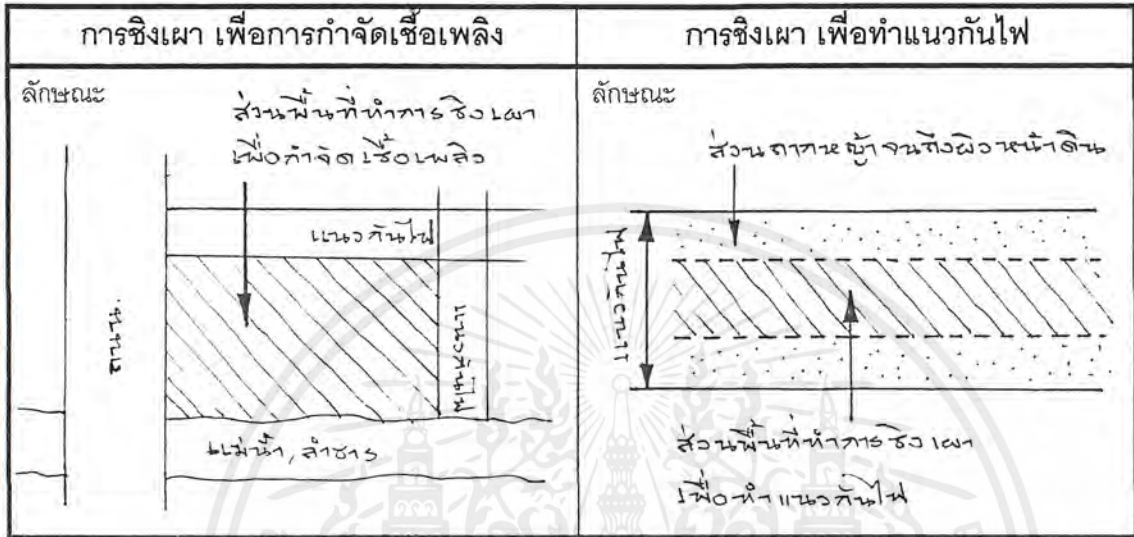 การชิงเผา เพื่อการกำจัดเชื้อเพลิง
การชิงเผา เพื่อทำแนวกันไฟ
ลักษณะ
ส่วนพื้นที่ทำการชิงเผา
เพื่อกำจัดเชื้อเพลิง
แนวกันไฟ
แนวกันไฟ
ถนน
แม่น้ำ, ลำธาร
ลักษณะ
ส่วนถากหญ้าจนถึงผิวหน้าดิน
แนวกันไฟ
ส่วนพื้นที่ทำการชิงเผา
เพื่อทำแนวกันไฟ